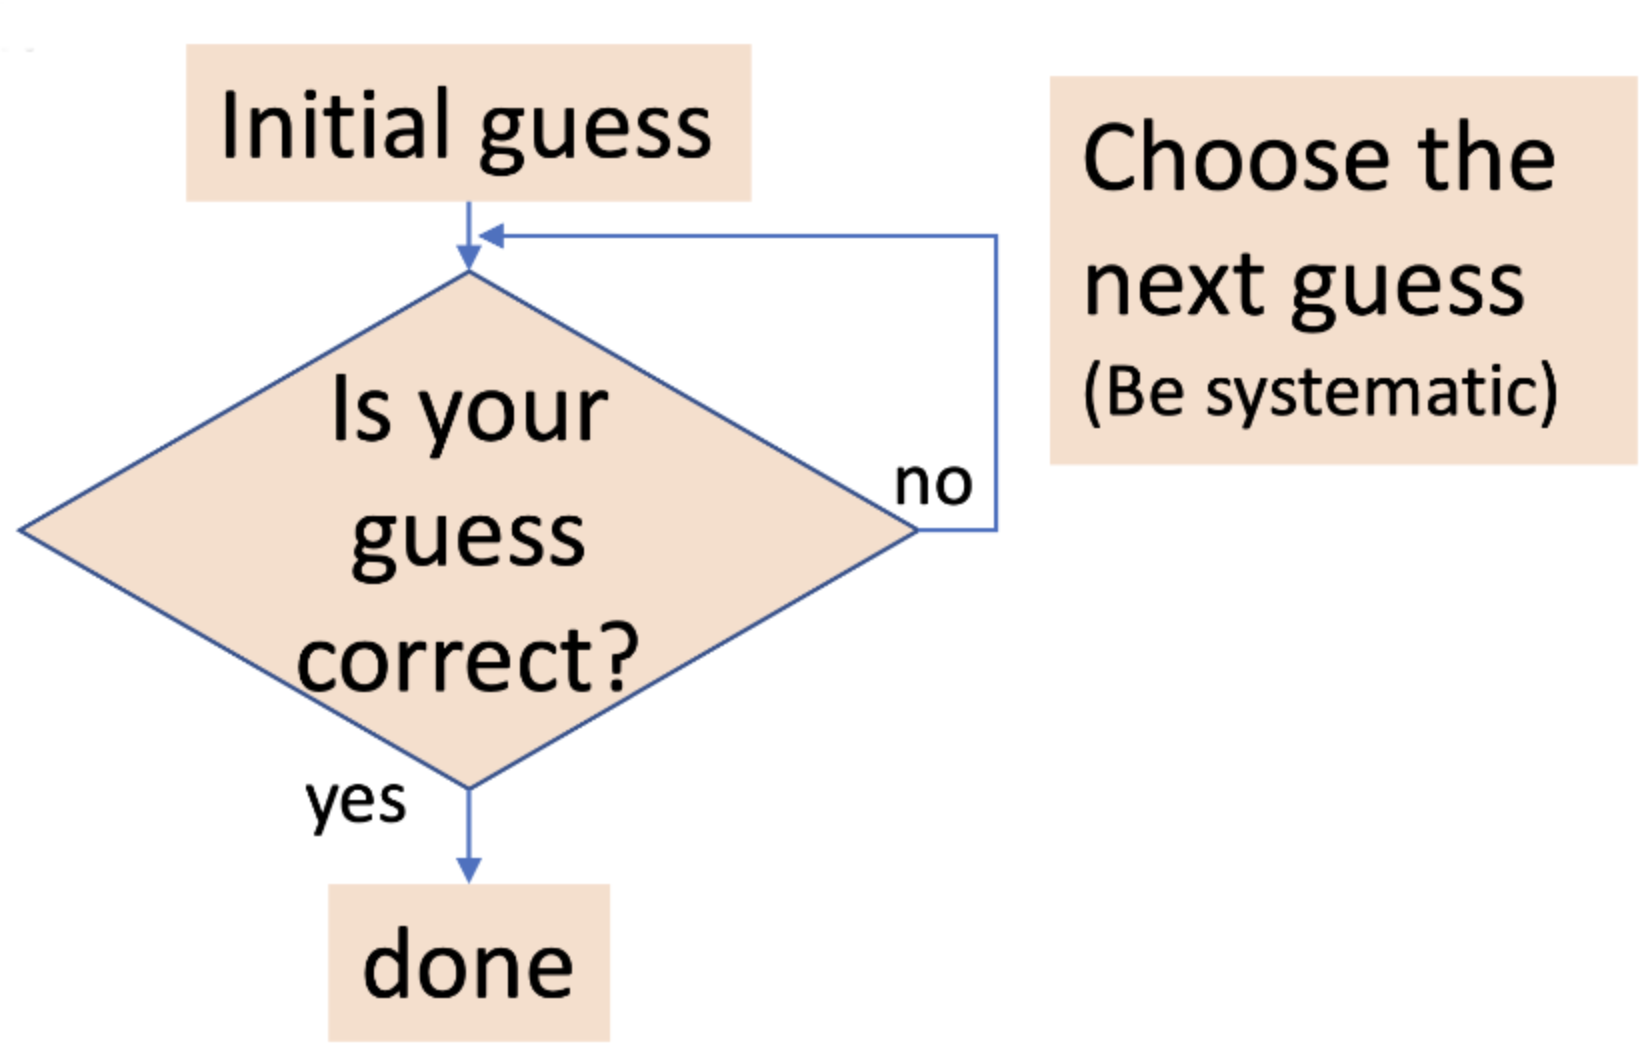 Initial guess
Is your
guess
correct?
no
yes
done
Choose the
next guess
(Be systematic)